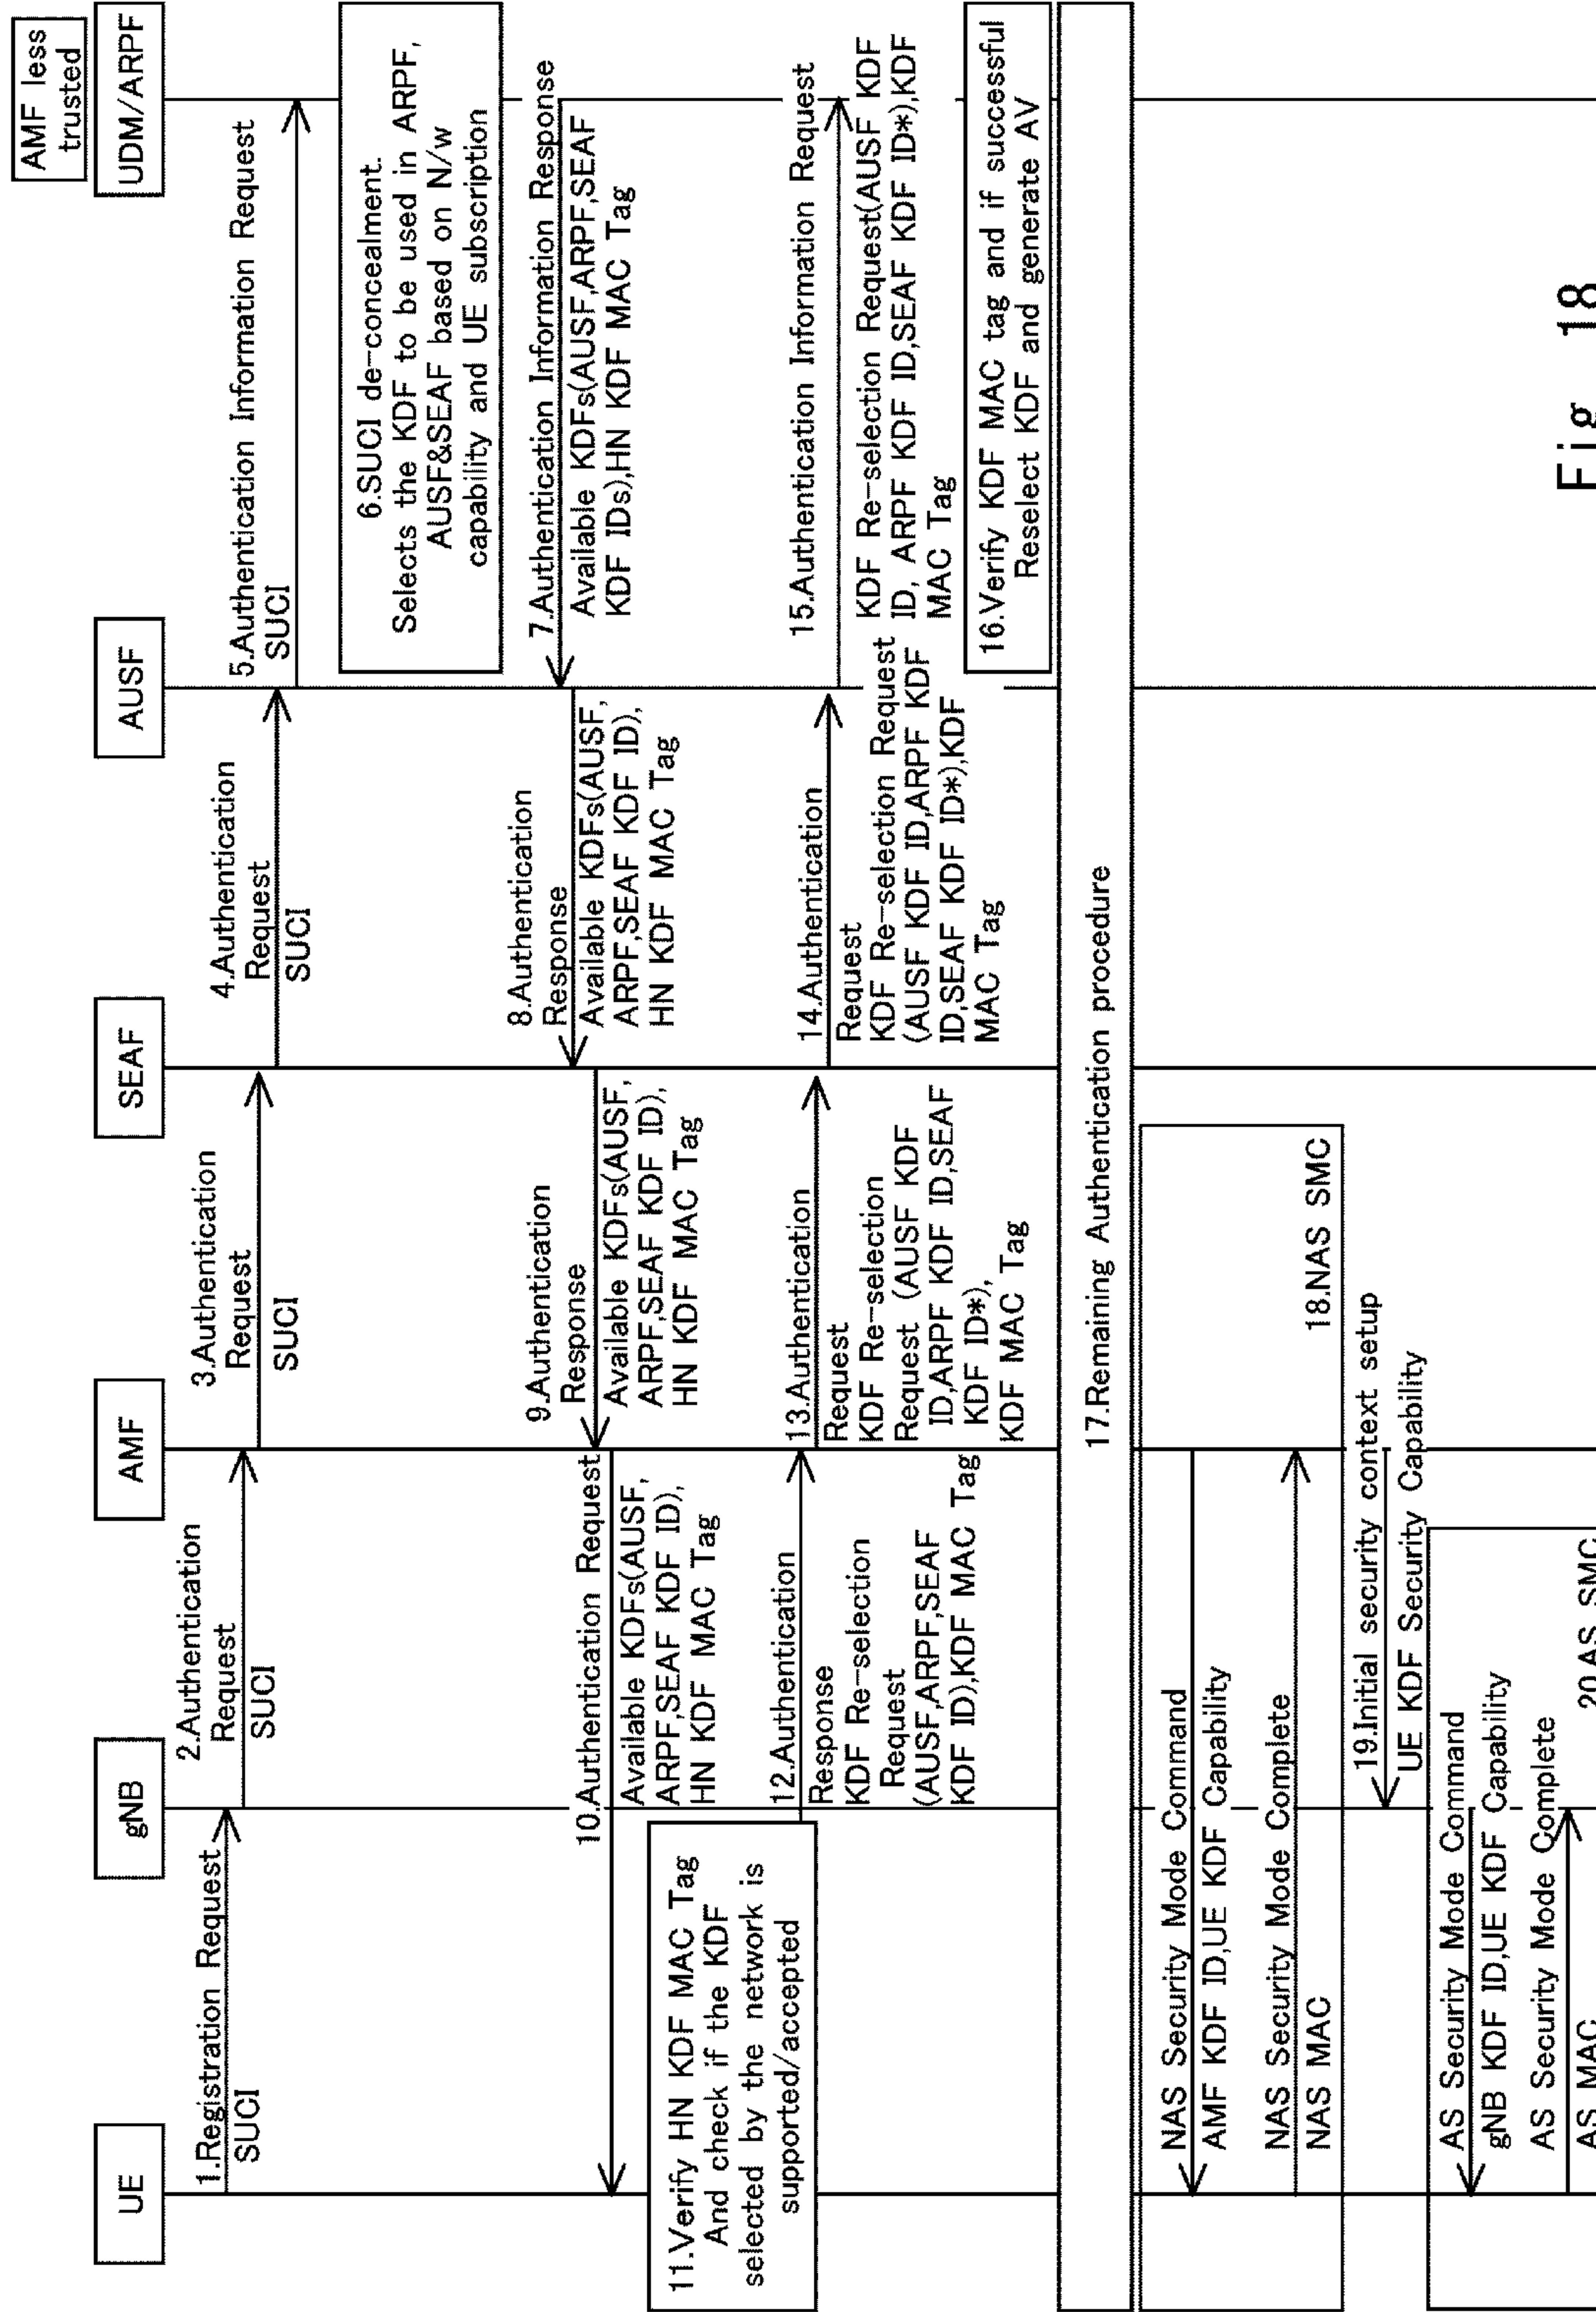 AMF less
trusted
UE
gNB
AMF
SEAF
AUSF
UDM/ARPF
1.Registration Request
SUCI
2.Authentication
Request
SUCI
3.Authentication
Request
SUCI
4.Authentication
Request
SUCI
5.Authentication Information Request
SUCI
6.SUCI de-concealment.
Selects the KDF to be used in ARPF,
AUSF&SEAF based on N/w
capability and UE subscription
7.Authentication Information Response
Available KDFs(AUSF,ARPF,SEAF
KDF IDs),HN KDF MAC Tag
8.Authentication
Response
Available KDFs(AUSF,
ARPF,SEAF KDF ID),
HN KDF MAC Tag
9.Authentication
Response
Available KDFs(AUSF,
ARPF,SEAF KDF ID),
HN KDF MAC Tag
10.Authentication Request
Available KDFs(AUSF,
ARPF,SEAF KDF ID),
HN KDF MAC Tag
11.Verify HN KDF MAC Tag
And check if the KDF
selected by the network is
supported/accepted
12.Authentication
Response
KDF Re-selection
Request
(AUSF,ARPF,SEAF
KDF ID),KDF MAC Tag
13.Authentication
Request
KDF Re-selection
Request (AUSF KDF
ID,ARPF KDF ID,SEAF
KDF ID*),
KDF MAC Tag
14.Authentication
Request
KDF Re-selection Request
(AUSF KDF ID,ARPF KDF
ID,SEAF KDF ID*),KDF
MAC Tag
15.Authentication Information Request
KDF Re-selection Request(AUSF KDF
ID, ARPF KDF ID,SEAF KDF ID*),KDF
MAC Tag
16.Verify KDF MAC tag and if successful
Reselect KDF and generate AV
17.Remaining Authentication procedure
NAS Security Mode Command
AMF KDF ID,UE KDF Capability
NAS Security Mode Complete
NAS MAC
18.NAS SMC
19.Initial security context setup
UE KDF Security Capability
AS Security Mode Command
gNB KDF ID,UE KDF Capability
AS Security Mode Complete
AS MAC
20.AS SMC
Fig. 18